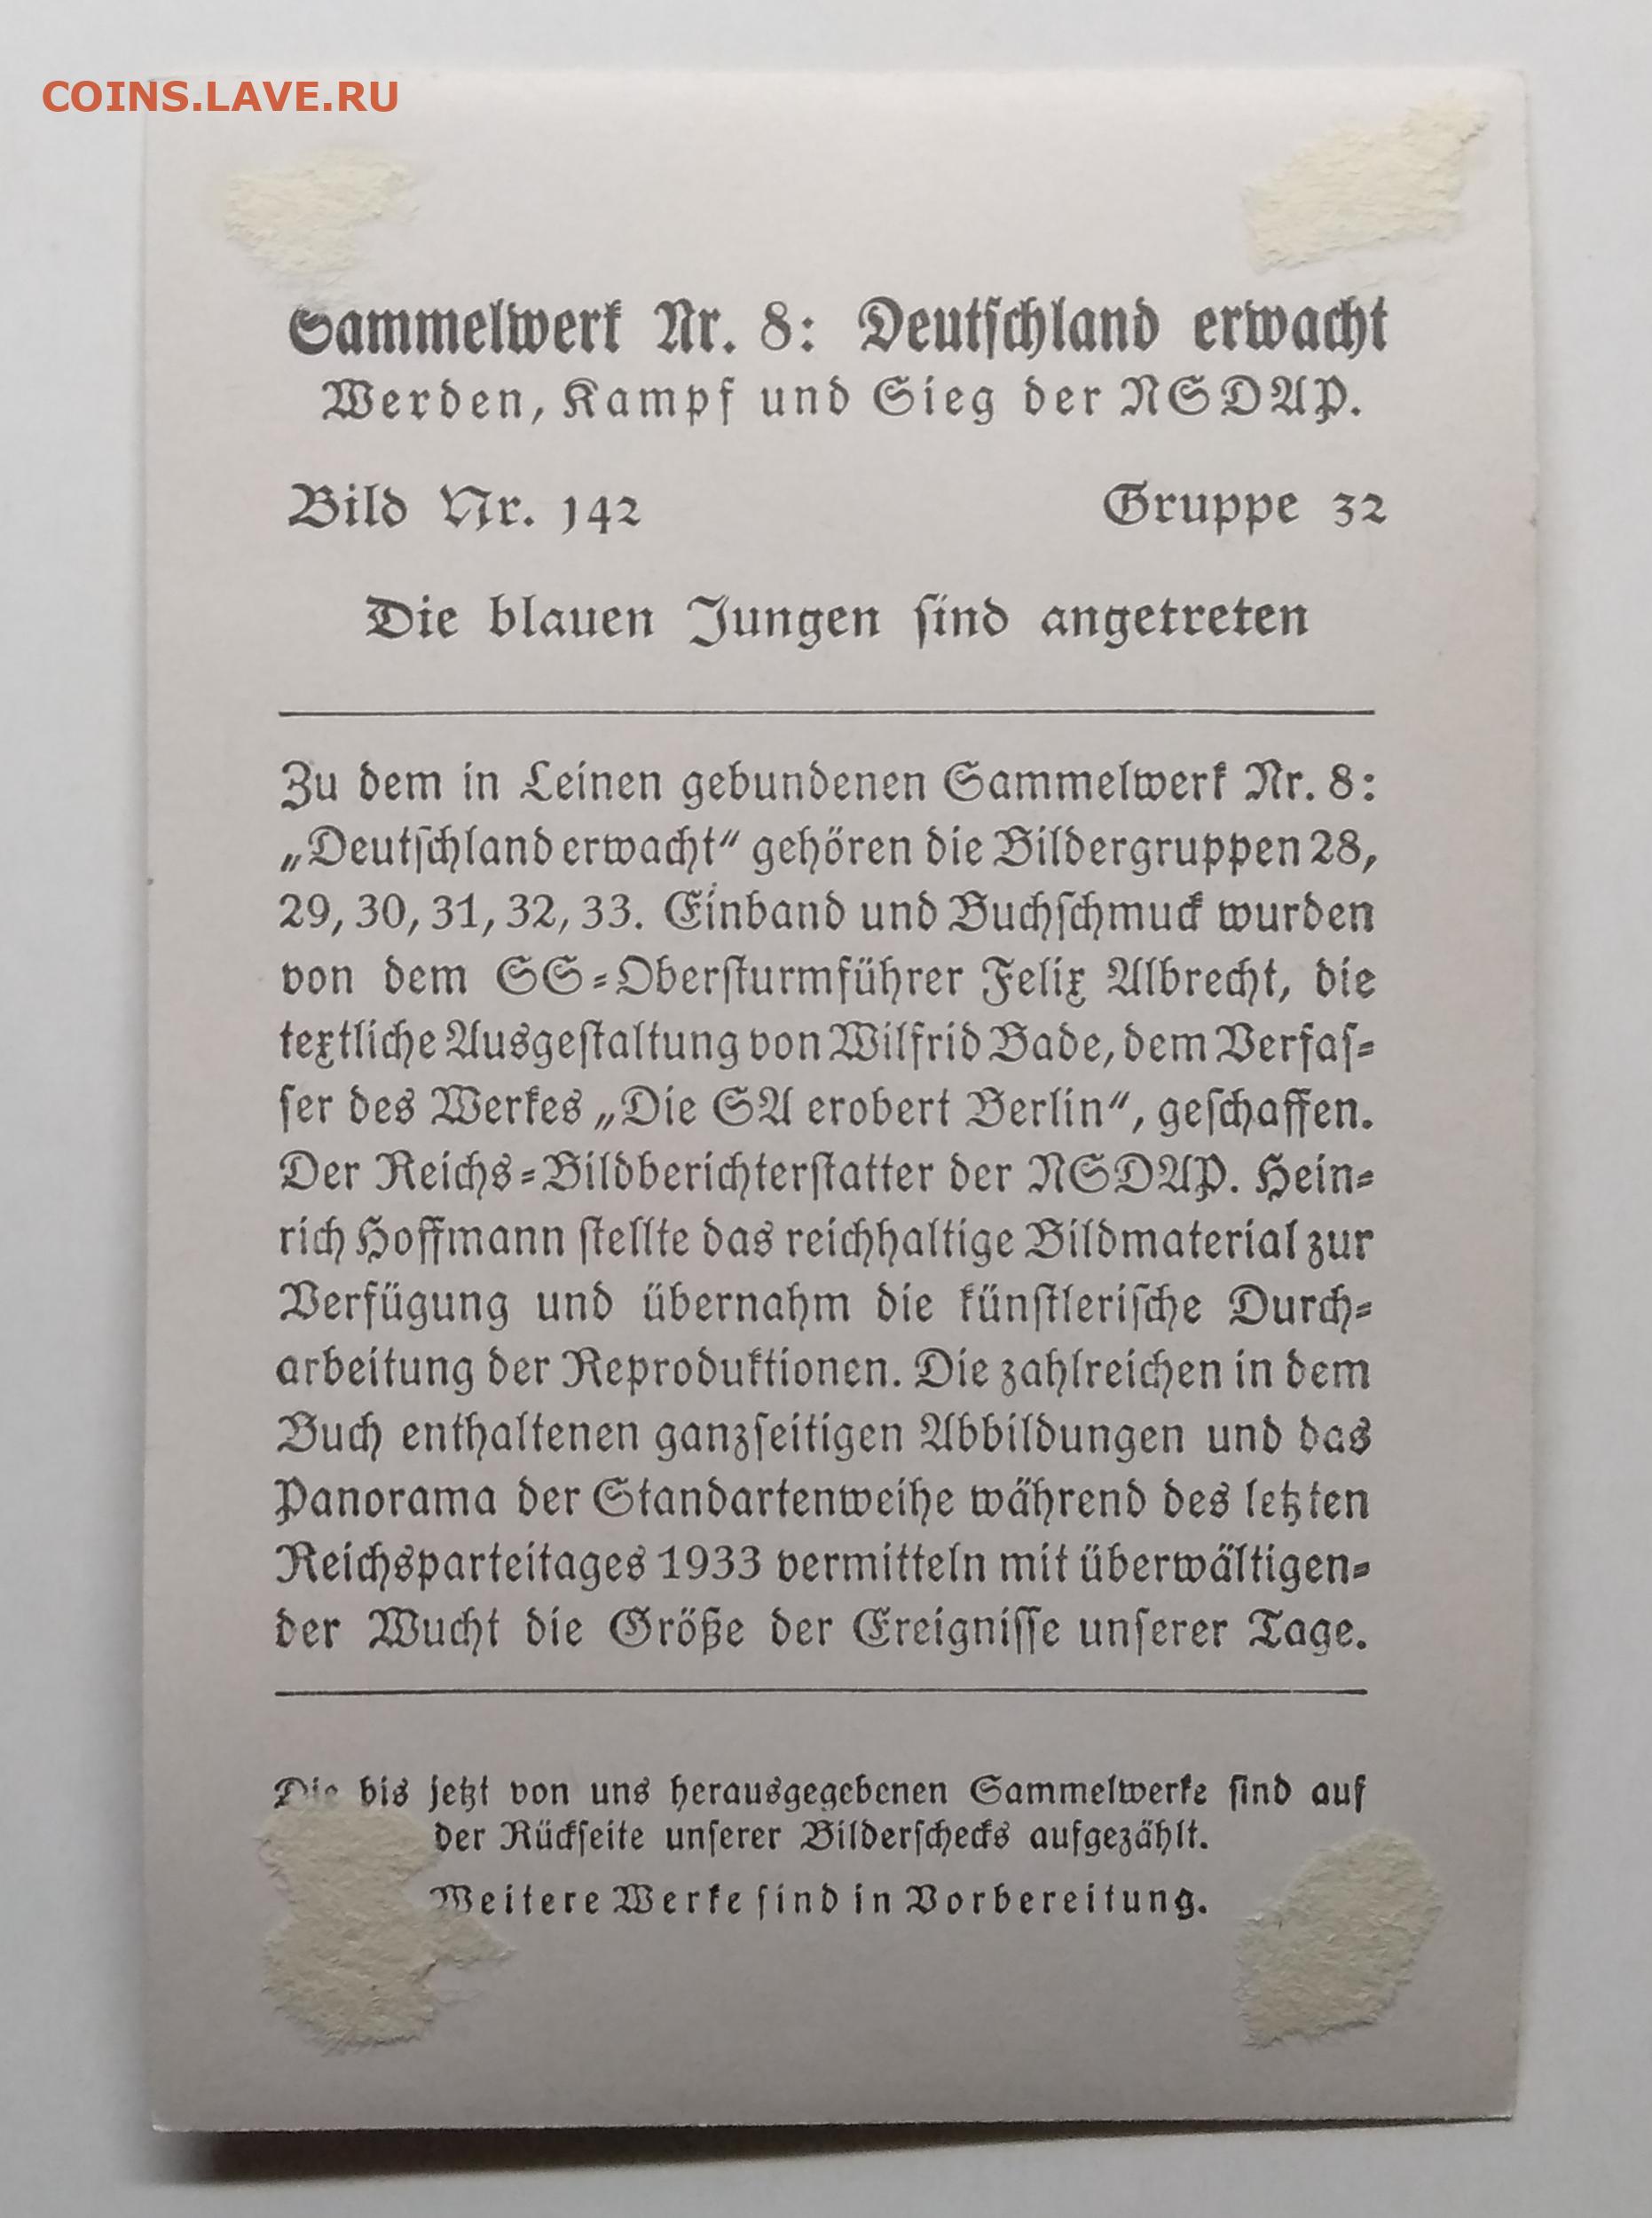 COINS.LAVE.RU
Sammelwerk Nr. 8: Deutſchland erwacht
Werden, Kampf und Sieg der NSDAP.
Bild Nr. 142 Gruppe 32
Die blauen Jungen ſind angetreten
Zu dem in Leinen gebundenen Sammelwerk Nr. 8:
„Deutſchland erwacht“ gehören die Bildergruppen 28,
29, 30, 31, 32, 33. Einband und Buchſchmuck wurden
von dem SS-Oberſturmführer Felix Albrecht, die
textliche Ausgeſtaltung von Wilfrid Bade, dem Verfaſ-
ſer des Werkes „Die SA erobert Berlin“, geſchaffen.
Der Reichs-Bildberichterſtatter der NSDAP. Hein-
rich Hoffmann ſtellte das reichhaltige Bildmaterial zur
Verfügung und übernahm die künſtleriſche Durch-
arbeitung der Reproduktionen. Die zahlreichen in dem
Buch enthaltenen ganzſeitigen Abbildungen und das
Panorama der Standartenweihe während des letzten
Reichsparteitages 1933 vermitteln mit überwältigen-
der Wucht die Größe der Ereigniſſe unſerer Tage.
Die bis jetzt von uns herausgegebenen Sammelwerke ſind auf
der Rückſeite unſerer Bilderſchecks aufgezählt.
Weitere Werke ſind in Vorbereitung.